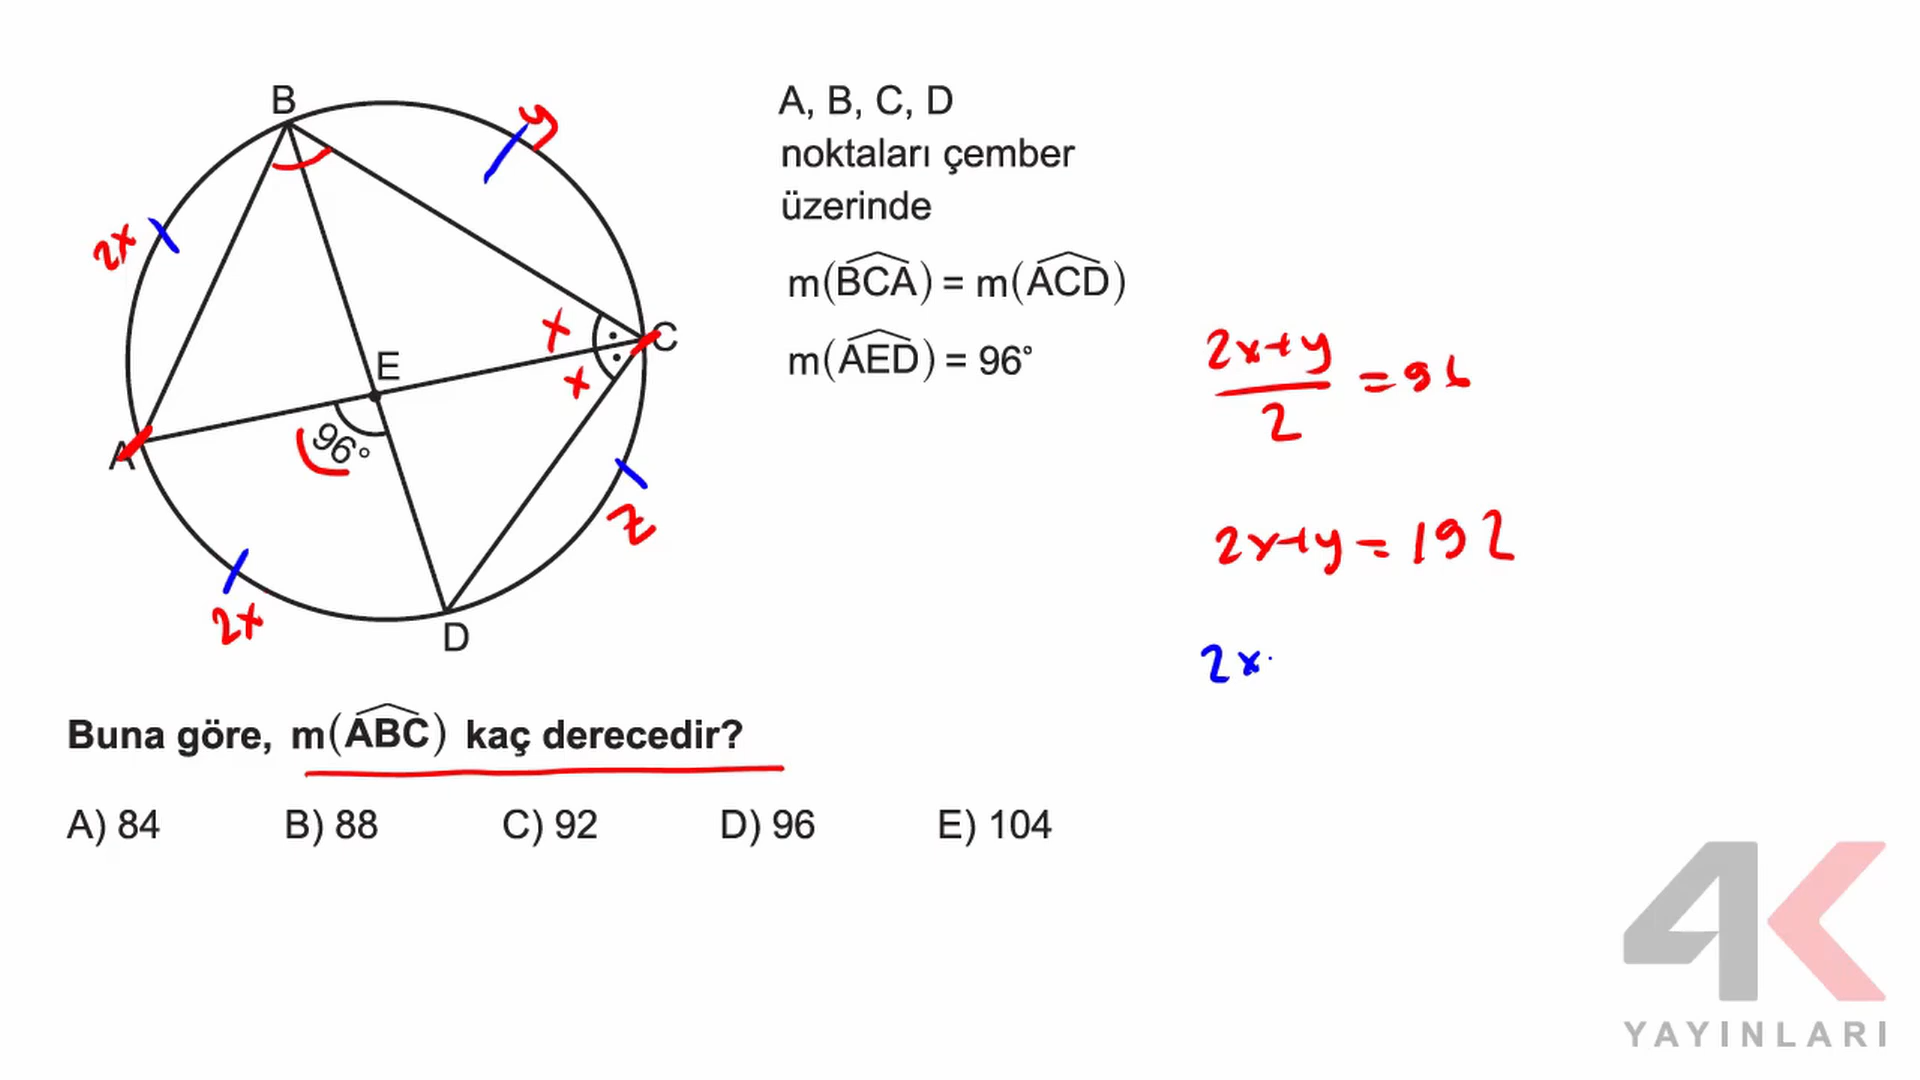 B
y
2x
C
x
x
E
A
96°
z
2x
D
A, B, C, D
noktaları çember
üzerinde
m(BCA) = m(ACD)
m(AED) = 96°
2x+y
2
=96
2x+y=192
2x
Buna göre, m(ABC) kaç derecedir?
A) 84 B) 88 C) 92 D) 96 E) 104
4K
YAYINLARI